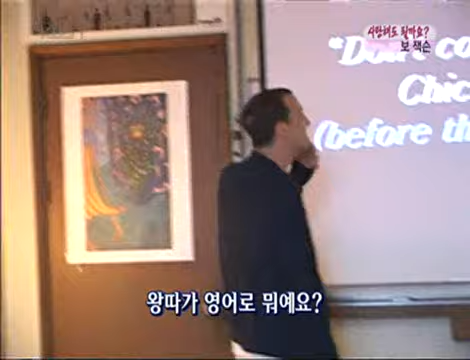 사랑해도 될까요?
보 잭슨
"Don't co
Chic
(before th
왕따가 영어로 뭐예요?